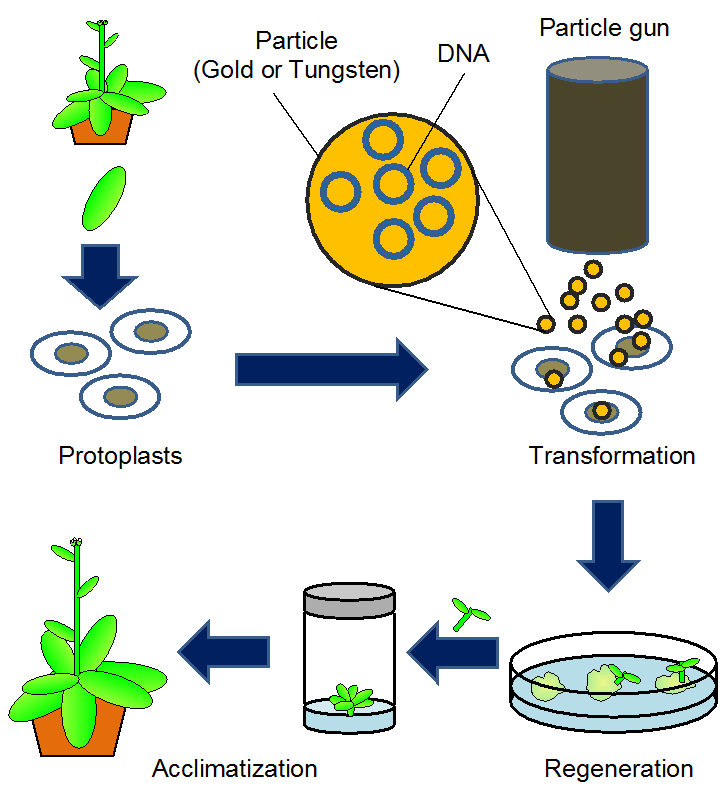 Particle
(Gold or Tungsten)
DNA
Particle gun
Protoplasts
Transformation
Acclimatization
Regeneration